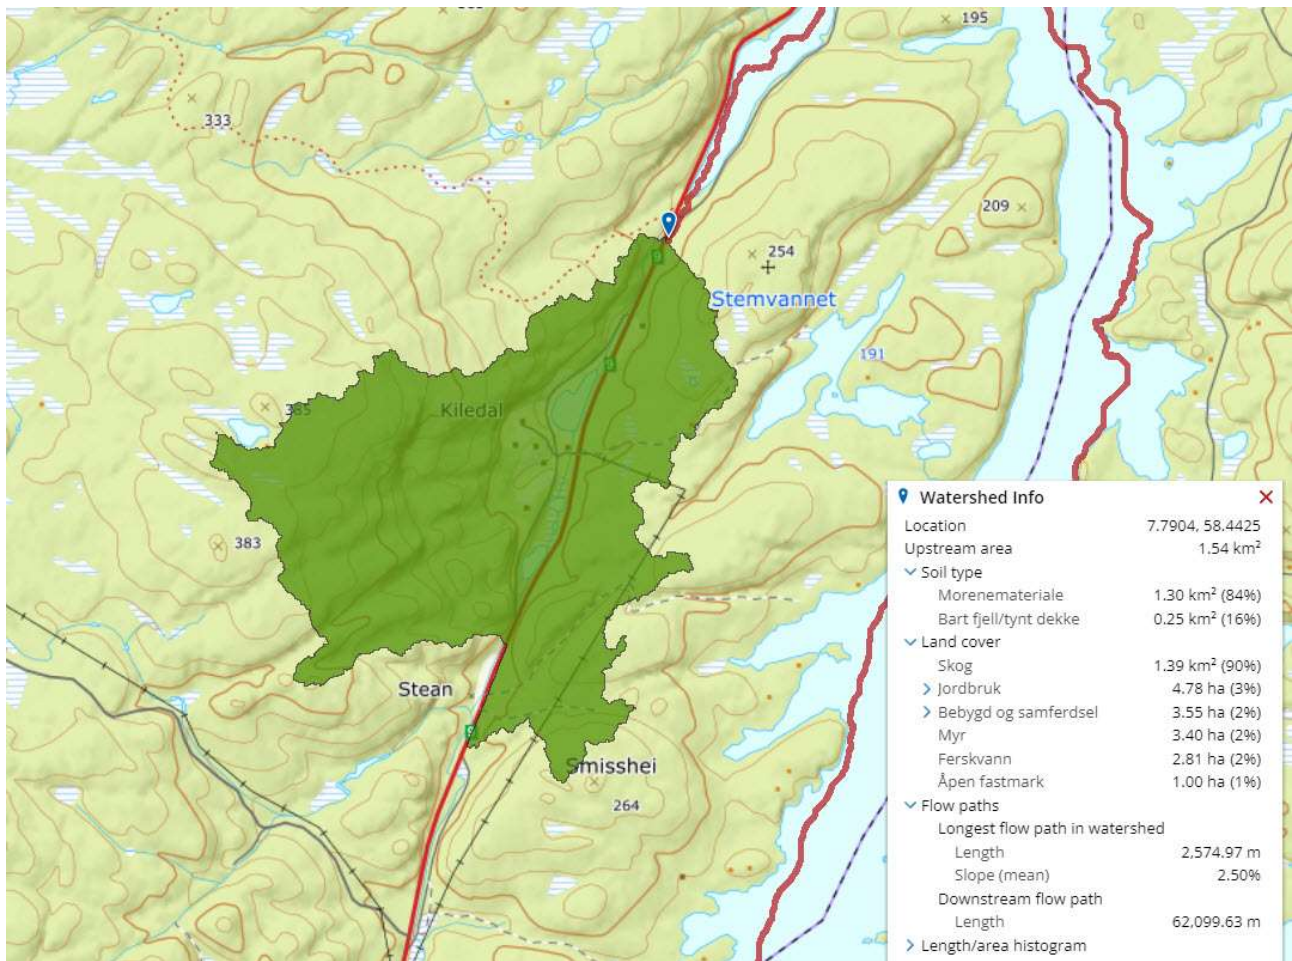 195
333
209
254
Stemvannet
191
Kiledal
385
383
Stean
Smisshei
264
9
9
9
Watershed Info
Location 7.7904, 58.4425
Upstream area 1.54 km²
Soil type
Morenemateriale 1.30 km² (84%)
Bart fjell/tynt dekke 0.25 km² (16%)
Land cover
Skog 1.39 km² (90%)
Jordbruk 4.78 ha (3%)
Bebygd og samferdsel 3.55 ha (2%)
Myr 3.40 ha (2%)
Ferskvann 2.81 ha (2%)
Åpen fastmark 1.00 ha (1%)
Flow paths
Longest flow path in watershed
Length 2,574.97 m
Slope (mean) 2.50%
Downstream flow path
Length 62,099.63 m
Length/area histogram